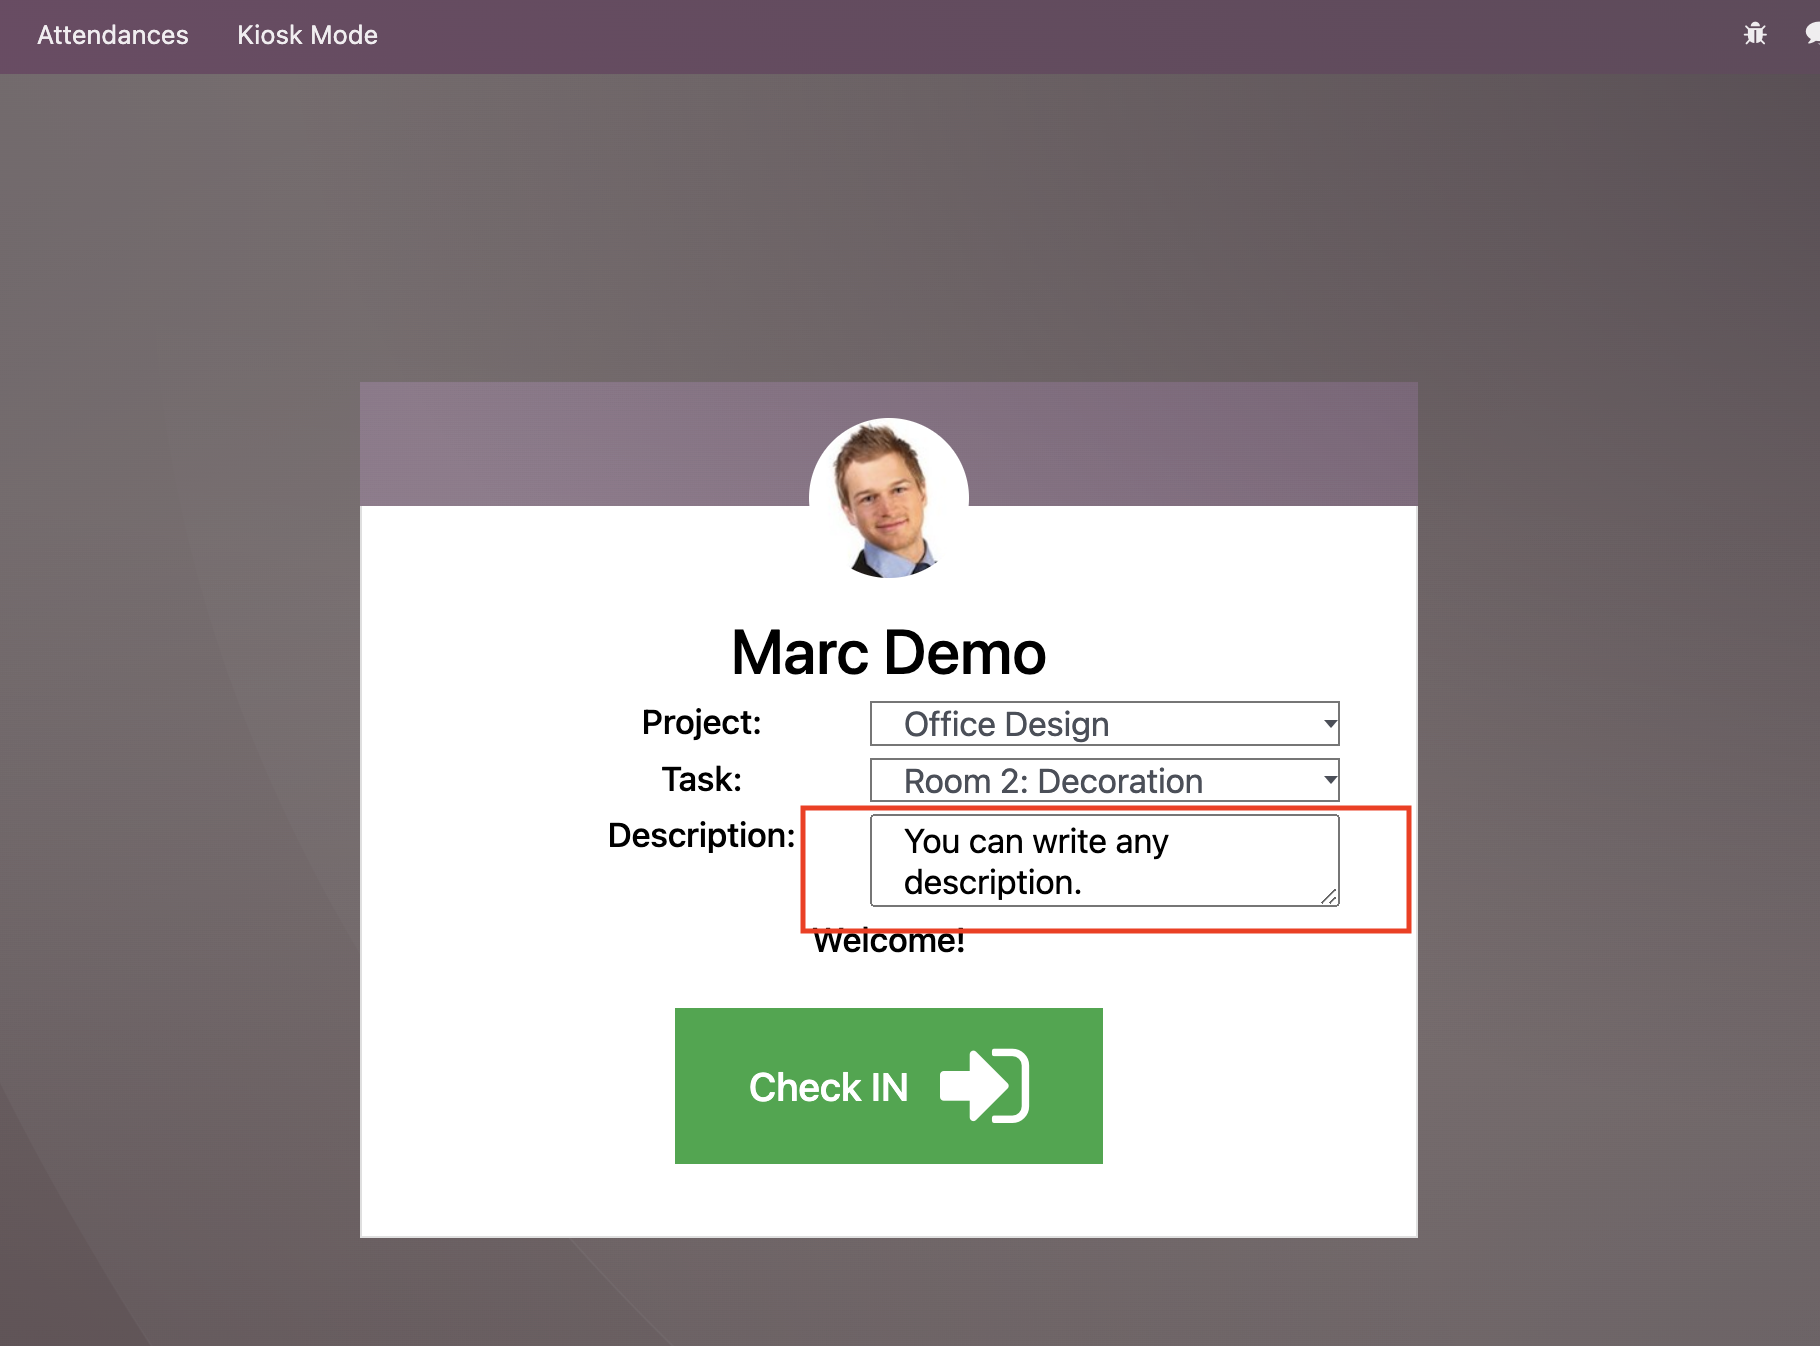 Attendances Kiosk Mode
Marc Demo
Project: Office Design
Task: Room 2: Decoration
Description: You can write any
description.
Welcome!
Check IN